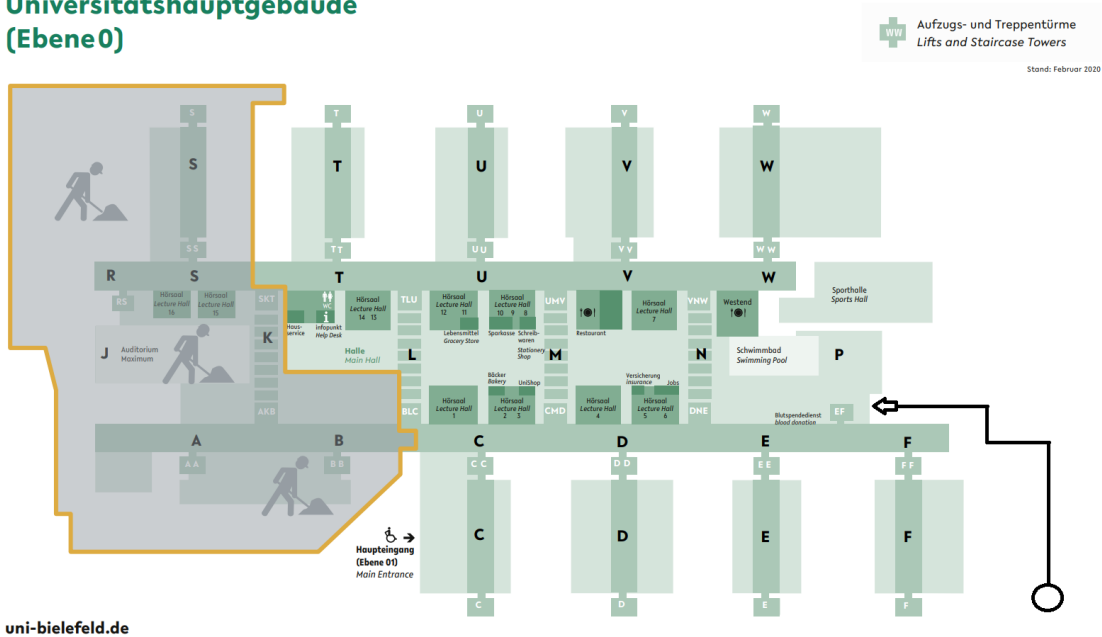 Universitätshauptgebäude
(Ebene 0)
WW
Aufzugs- und Treppentürme
Lifts and Staircase Towers
Stand: Februar 2020
S
T
U
V
W
S
T
U
V
W
SS
TT
UU
VV
WW
R
S
T
U
V
W
RS
Hörsaal
Lecture Hall
16
Hörsaal
Lecture Hall
15
SKT
WC
i
Haus-
service
Infopunkt
Help Desk
Hörsaal
Lecture Hall
14 13
TLU
Hörsaal
Lecture Hall
12 11
Lebensmittel
Grocery Store
Hörsaal
Lecture Hall
10 9 8
Sparkasse
Schreib-
waren
Stationery
Shop
UMV
Restaurant
Hörsaal
Lecture Hall
7
VNW
Westend
Sporthalle
Sports Hall
J
Auditorium
Maximum
K
Halle
Main Hall
L
M
N
Schwimmbad
Swimming Pool
P
AKB
BLC
Hörsaal
Lecture Hall
1
Bäcker
Bakery
UniShop
Hörsaal
Lecture Hall
2 3
CMD
Hörsaal
Lecture Hall
4
Versicherung
insurance
Jobs
Hörsaal
Lecture Hall
5 6
DNE
Blutspendedienst
blood donation
EF
A
B
C
D
E
F
AA
BB
CC
DD
EE
FF
C
D
E
F
Haupteingang
(Ebene 01)
Main Entrance
C
D
E
F
uni-bielefeld.de